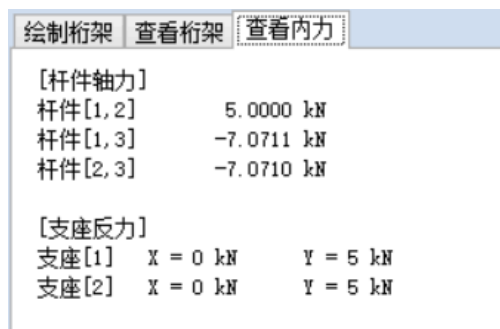 绘制桁架 查看桁架 查看内力
[杆件轴力]
杆件[1,2] 5.0000 kN
杆件[1,3] -7.0711 kN
杆件[2,3] -7.0710 kN
[支座反力]
支座[1] X = 0 kN Y = 5 kN
支座[2] X = 0 kN Y = 5 kN